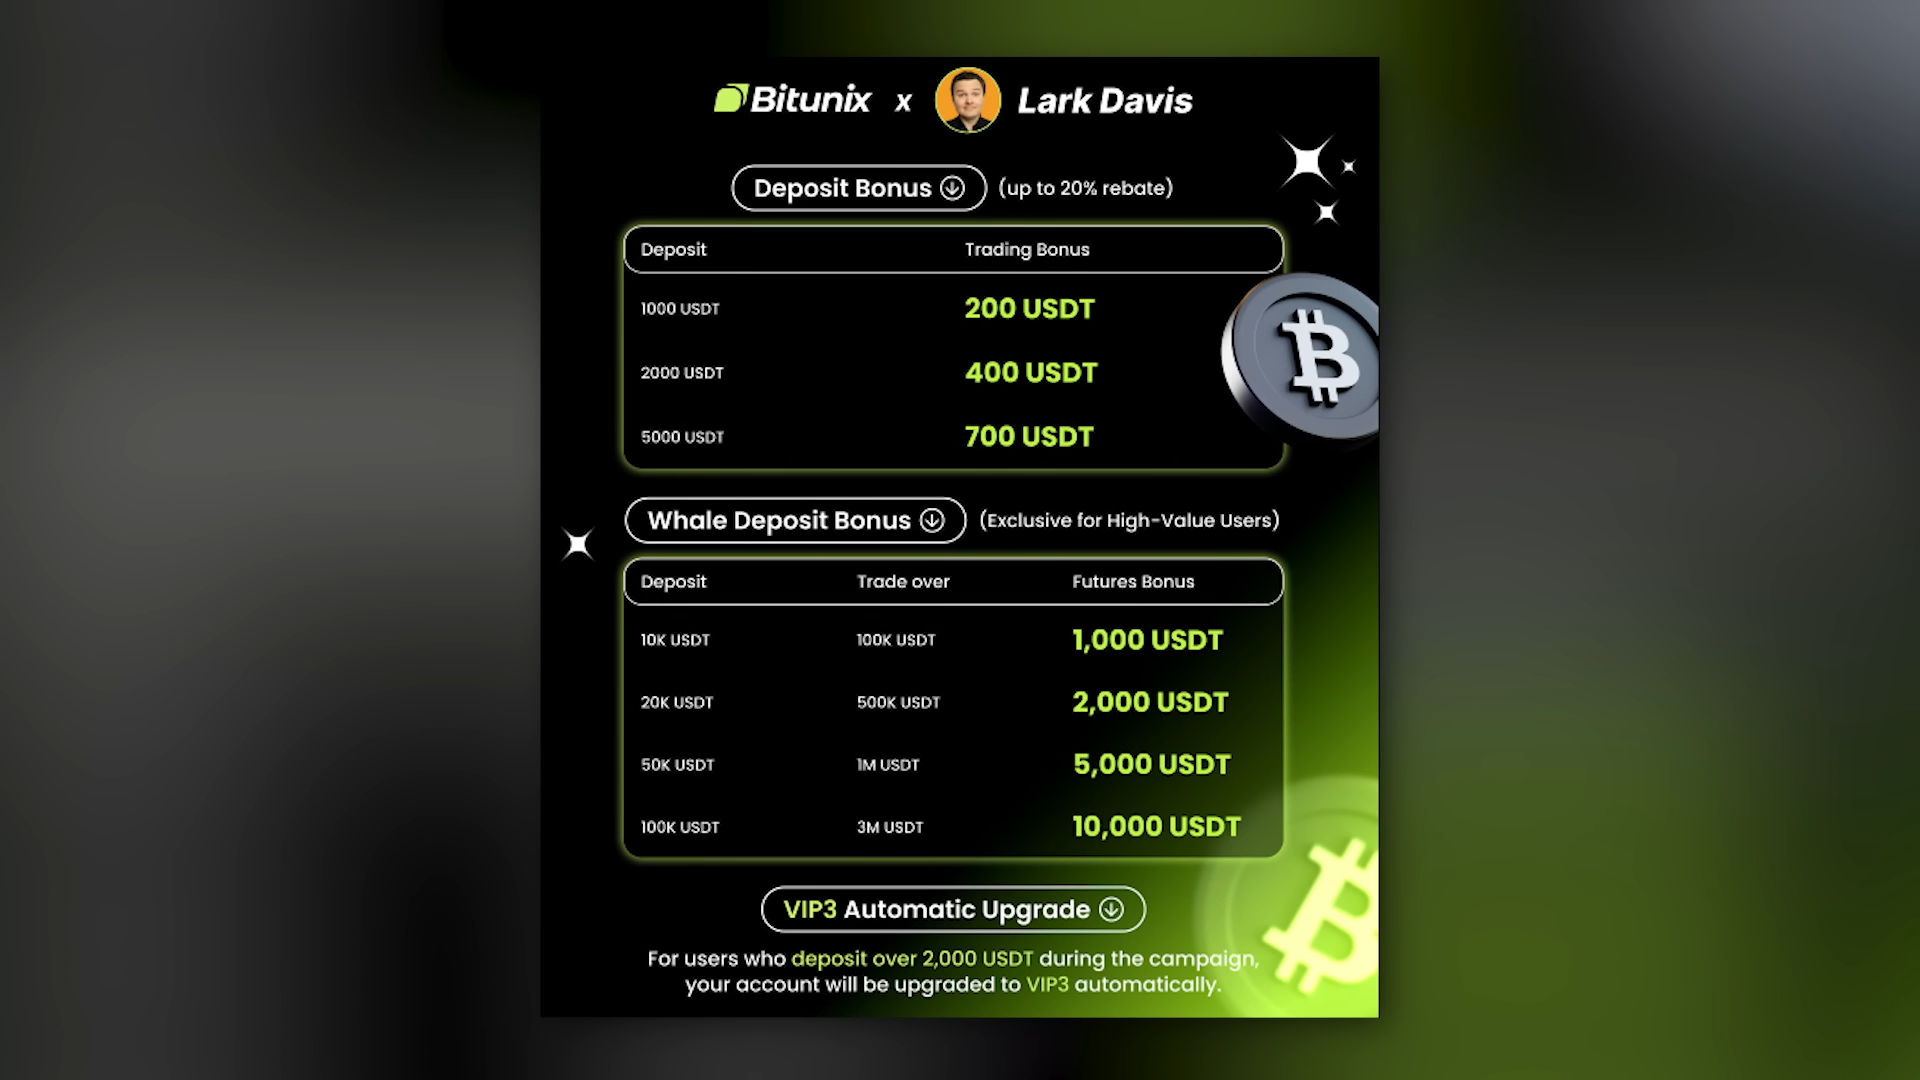 Bitunix x Lark Davis
Deposit Bonus (up to 20% rebate)
Deposit Trading Bonus
1000 USDT 200 USDT
2000 USDT 400 USDT
5000 USDT 700 USDT
Whale Deposit Bonus (Exclusive for High-Value Users)
Deposit Trade over Futures Bonus
10K USDT 100K USDT 1,000 USDT
20K USDT 500K USDT 2,000 USDT
50K USDT 1M USDT 5,000 USDT
100K USDT 3M USDT 10,000 USDT
VIP3 Automatic Upgrade
For users who deposit over 2,000 USDT during the campaign,
your account will be upgraded to VIP3 automatically.